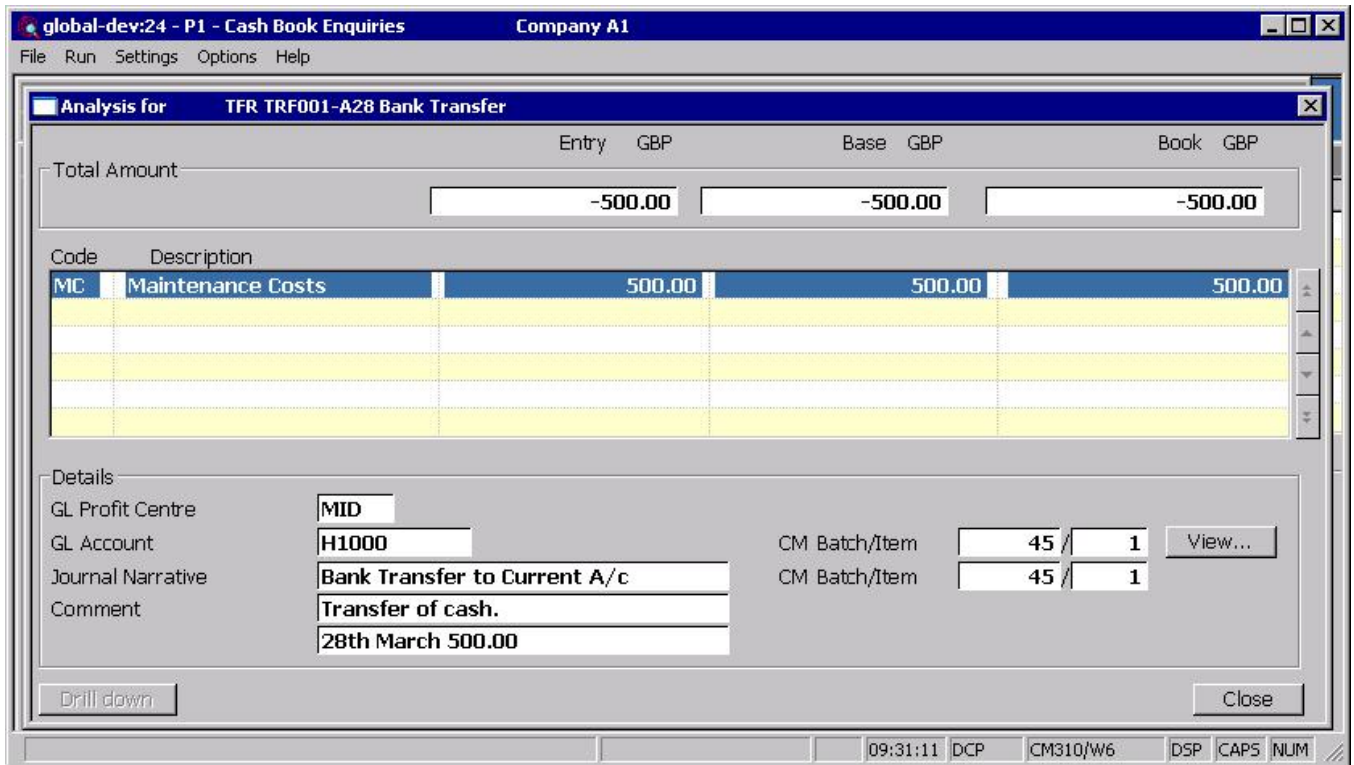 global-dev:24 - P1 - Cash Book Enquiries Company A1
File Run Settings Options Help
Analysis for TFR TRF001-A28 Bank Transfer
Entry GBP Base GBP Book GBP
Total Amount
-500.00 -500.00 -500.00
Code Description
MC Maintenance Costs 500.00 500.00 500.00
Details
GL Profit Centre MID
GL Account H1000 CM Batch/Item 45 / 1 View...
Journal Narrative Bank Transfer to Current A/c CM Batch/Item 45 / 1
Comment Transfer of cash.
28th March 500.00
Drill down Close
09:31:11 DCP CM310/W6 DSP CAPS NUM